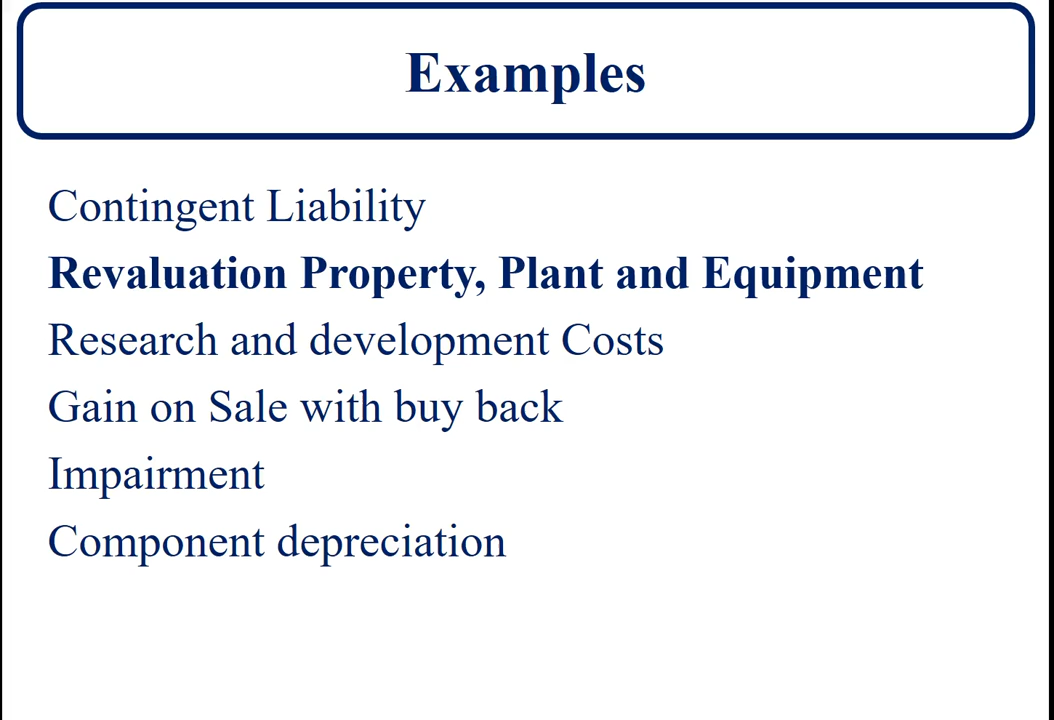 Examples
Contingent Liability
Revaluation Property, Plant and Equipment
Research and development Costs
Gain on Sale with buy back
Impairment
Component depreciation